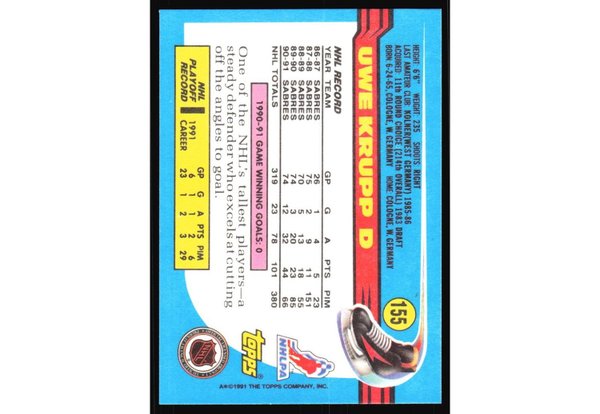 155
UWE KRUPP D
HEIGHT: 6'6" WEIGHT: 235 SHOOTS: RIGHT
LAST AMATEUR CLUB: KOLNER(WEST GERMANY) 1985-86
ACQUIRED: 11th ROUND CHOICE (214th OVERALL) 1983 DRAFT
BORN 6-24-65, COLOGNE, W. GERMANY HOME: COLOGNE, W. GERMANY
NHL RECORD
YEAR TEAM GP G A PTS PIM
86-87 SABRES 26 1 4 5 23
87-88 SABRES 75 2 9 11 151
88-89 SABRES 70 5 13 18 55
89-90 SABRES 74 3 20 23 85
90-91 SABRES 74 12 32 44 66
NHL TOTALS 319 23 78 101 380
1990-91 GAME WINNING GOALS: 0
One of the NHL's tallest players—a
steady defender who excels at cutting
off the angles to goal.
NHL PLAYOFF RECORD
GP G A PTS PIM
1991 6 1 1 2 6
CAREER 23 1 2 3 29
NHLPA
TOPPS
NHL
A®©1991 THE TOPPS COMPANY, INC.